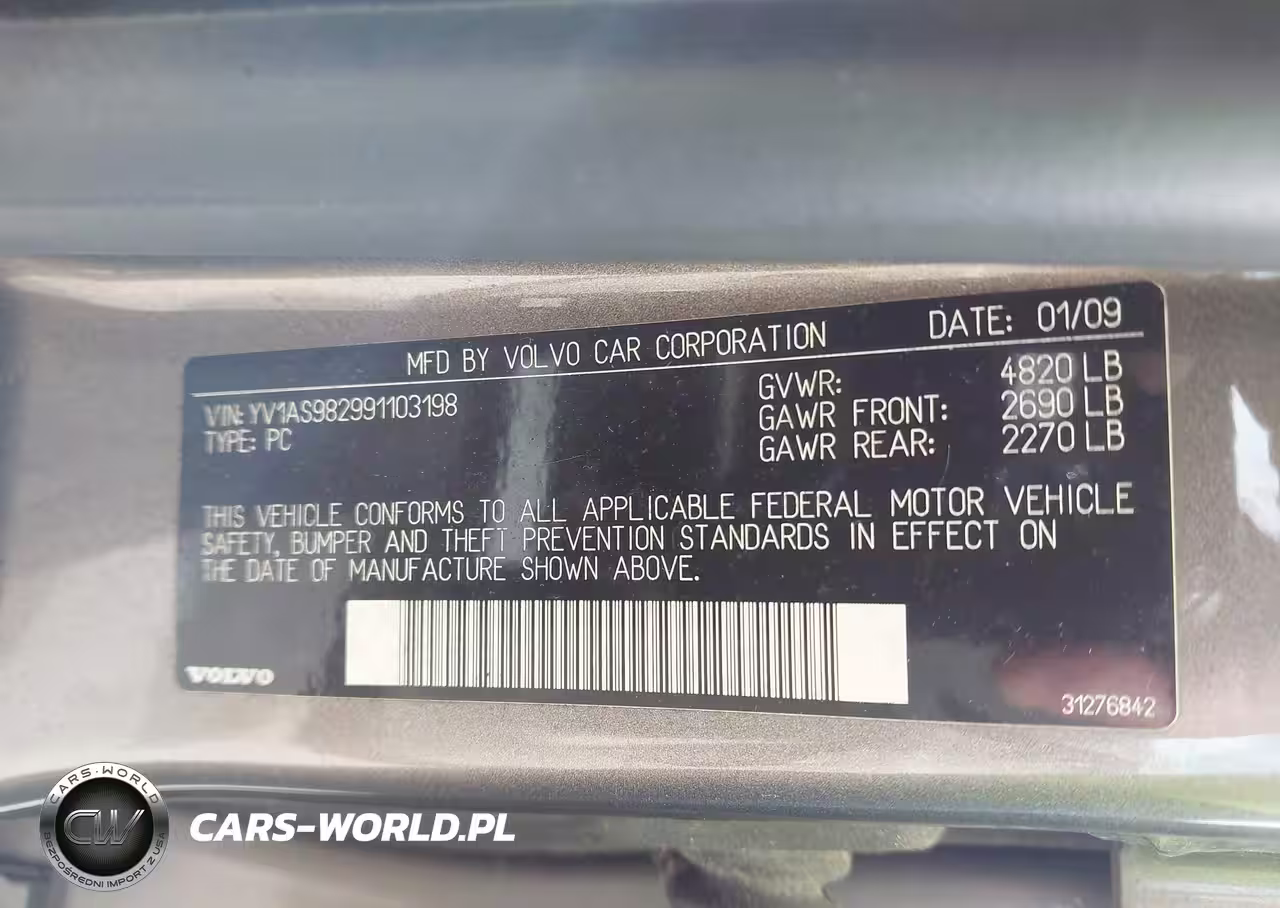 MFD BY VOLVO CAR CORPORATION DATE: 01/09
VIN: YV1AS982991103198 GVWR: 4820 LB
TYPE: PC GAWR FRONT: 2690 LB
GAWR REAR: 2270 LB
THIS VEHICLE CONFORMS TO ALL APPLICABLE FEDERAL MOTOR VEHICLE
SAFETY, BUMPER AND THEFT PREVENTION STANDARDS IN EFFECT ON
THE DATE OF MANUFACTURE SHOWN ABOVE.
VOLVO
31276842
CARS-WORLD
CW
BEZPOŚREDNI IMPORT Z USA
CARS-WORLD.PL